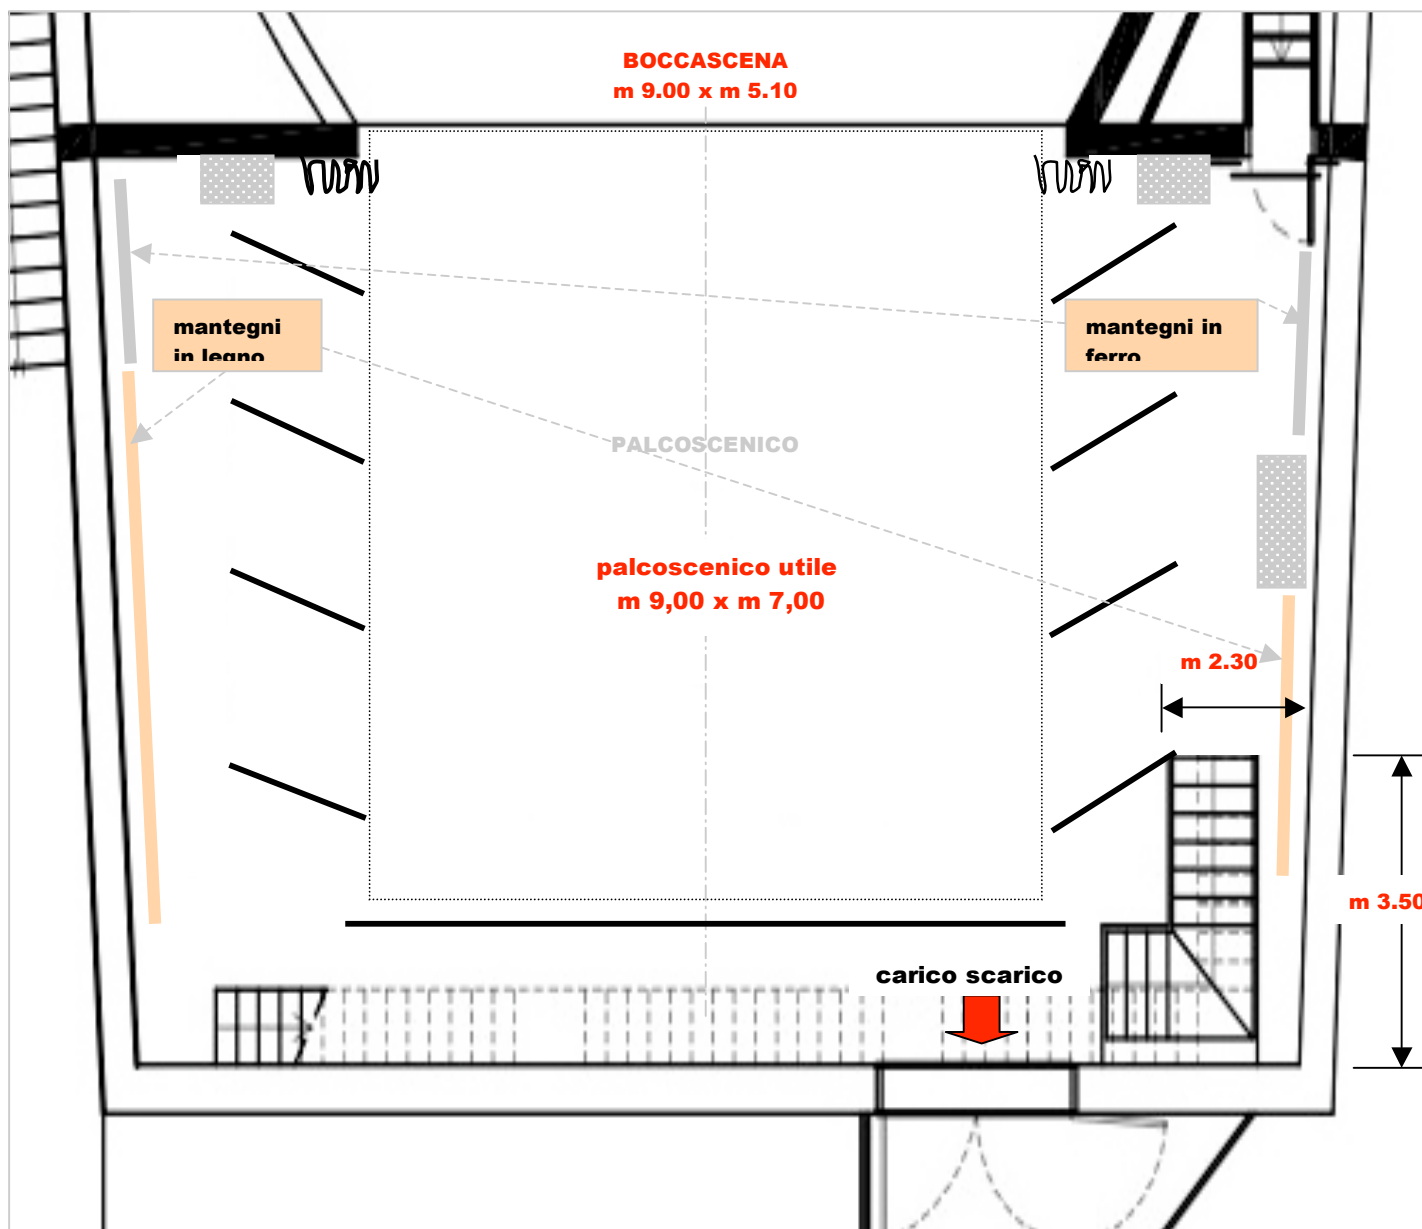 BOCCASCENA
m 9.00 x m 5.10
mantegni
in legno
mantegni in
ferro
PALCOSCENICO
palcoscenico utile
m 9,00 x m 7,00
m 2.30
m 3.50
carico scarico